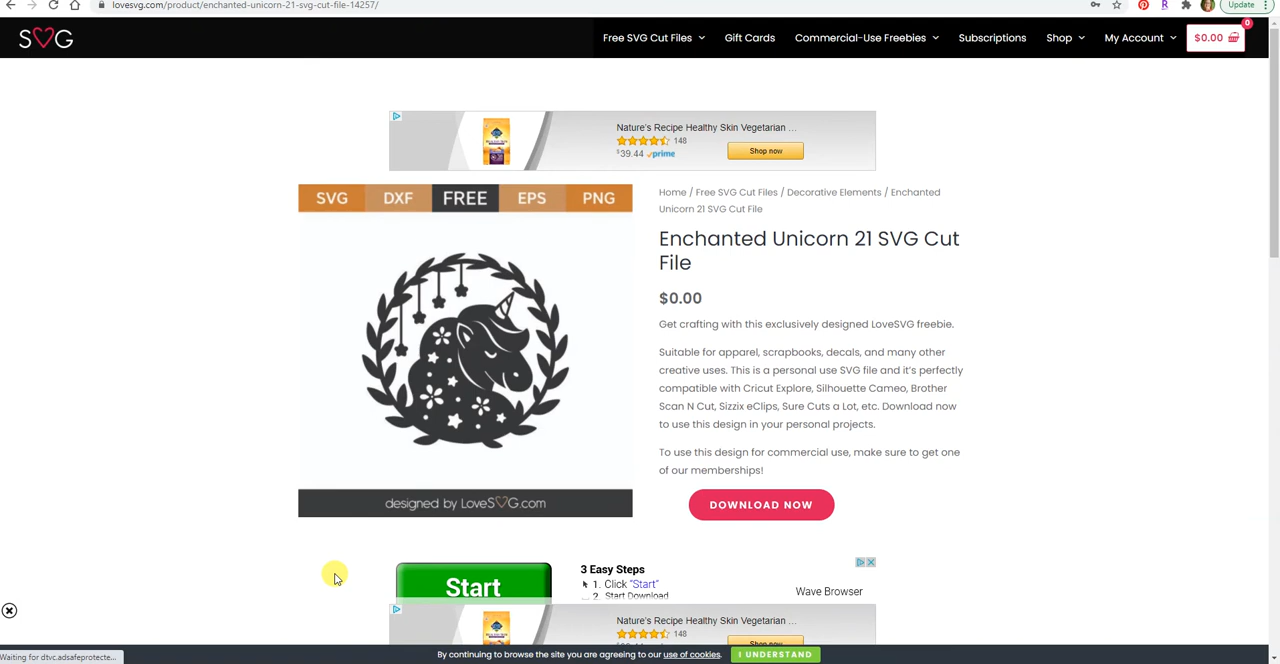 lovesvg.com/product/enchanted-unicorn-21-svg-cut-file-14257/
Update
S G
Free SVG Cut Files
Gift Cards
Commercial-Use Freebies
Subscriptions
Shop
My Account
$0.00
0
Nature's Recipe Healthy Skin Vegetarian ...
148
$39.44 prime
Shop now
SVG
DXF
FREE
EPS
PNG
designed by LoveSVG.com
Home / Free SVG Cut Files / Decorative Elements / Enchanted
Unicorn 21 SVG Cut File
Enchanted Unicorn 21 SVG Cut
File
$0.00
Get crafting with this exclusively designed LoveSVG freebie.
Suitable for apparel, scrapbooks, decals, and many other
creative uses. This is a personal use SVG file and it's perfectly
compatible with Cricut Explore, Silhouette Cameo, Brother
Scan N Cut, Sizzix eClips, Sure Cuts a Lot, etc. Download now
to use this design in your personal projects.
To use this design for commercial use, make sure to get one
of our memberships!
DOWNLOAD NOW
Start
3 Easy Steps
1. Click "Start"
2. Start Download
Wave Browser
Nature's Recipe Healthy Skin Vegetarian ...
148
Shop now
By continuing to browse the site you are agreeing to our use of cookies.
I UNDERSTAND
Waiting for dtvc.adsafeprotecte...